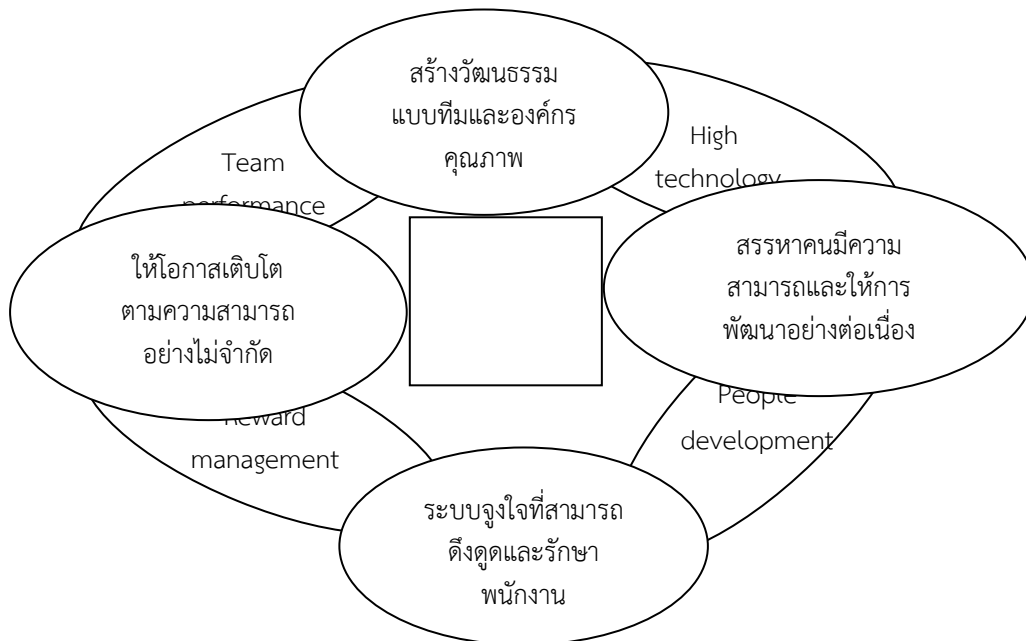 สร้างวัฒนธรรม
แบบทีมและองค์กร
คุณภาพ
Team
performance
High
technology
ให้โอกาสเติบโต
ตามความสามารถ
อย่างไม่จำกัด
สรรหาคนมีความ
สามารถและให้การ
พัฒนาอย่างต่อเนื่อง
Reward
management
People
development
ระบบจูงใจที่สามารถ
ดึงดูดและรักษา
พนักงาน